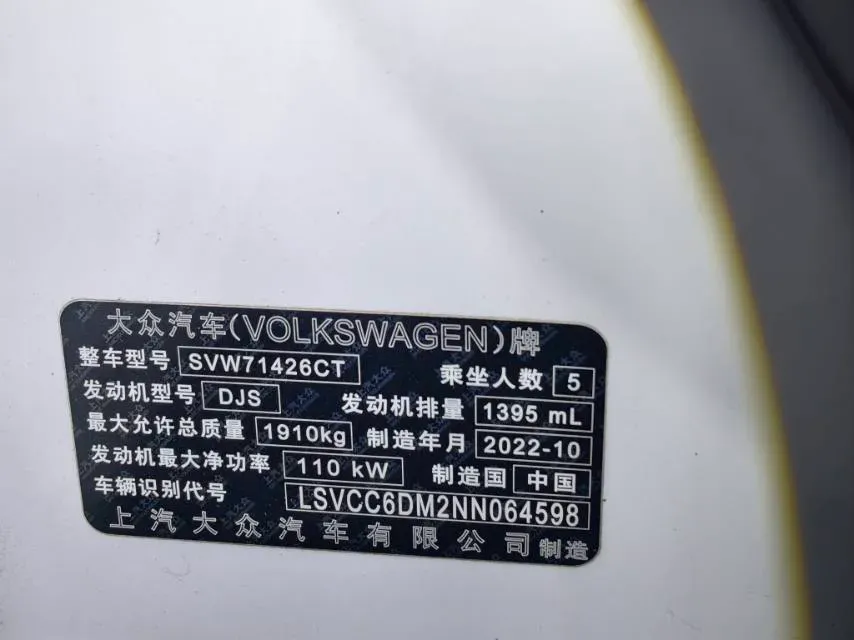 大众汽车(VOLKSWAGEN)牌
整车型号 SVW71426CT 乘坐人数 5
发动机型号 DJS 发动机排量 1395 mL
最大允许总质量 1910kg 制造年月 2022-10
发动机最大净功率 110 kW 制造国 中国
车辆识别代号 LSVCC6DM2NN064598
上汽大众汽车有限公司制造